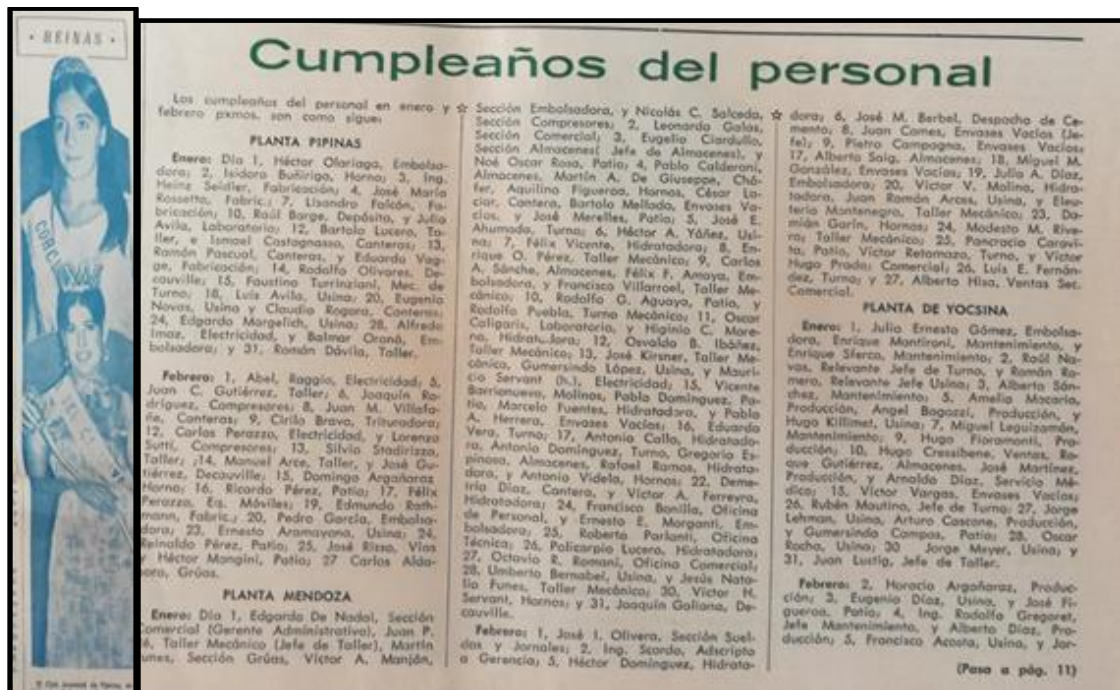 • REINAS •
Cumpleaños del personal
Los cumpleaños del personal en enero y
febrero pxmos. son como sigue:
PLANTA PIPINAS
Enero: Día 1, Héctor Olariaga, Embolsa-
dora; 2, Isidoro Buñiriga, Horno; 3, Ing.
Heinz Seidler, Fabricación; 4, José María
Rossetto, Fabric.; 7, Lisandro Falcón, Fa-
bricación; 10, Raúl Barge, Depósito, y Julio
Avila, Laboratorio; 12, Bartolo Lucero, Ta-
ller, e Ismael Castagnasso, Canteras; 13,
Ramón Pascual, Canteras, y Eduardo Vag-
ge, Fabricación; 14, Rodolfo Olivares, De-
cauville; 15, Faustino Turrinziani, Mec. de
Turno; 18, Luis Avila, Usina; 20, Eugenio
Novas, Usina y Claudio Rogora, Canteras;
24, Edgardo Margelich, Usina; 28, Alfredo
Imaz, Electricidad, y Balmar Oraná, Em-
bolsadora; y 31, Román Dávila, Taller.
Febrero: 1, Abel, Raggio, Electricidad; 5,
Juan C. Gutiérrez, Taller; 6, Joaquín Ro-
dríguez, Compresores; 8, Juan M. Villafa-
ñe, Canteras; 9, Cirilo Bravo, Trituradora;
12, Carlos Perazzo, Electricidad, y Lorenzo
Sutti, Compresores; 13, Silvio Stadirizzo,
Taller; ;14, Manuel Arce, Taller, y José Gu-
tiérrez, Decauville; 15, Domingo Argañaraz
Horno; 16, Ricardo Pérez, Patio; 17, Félix
Perazzo, Eq. Móviles; 19, Edmundo Roth-
mann, Fabric.; 20, Pedro García, Embolsa-
dora; 23, Ernesto Aramayona, Usina; 24,
Reinaldo Pérez, Patio; 25, José Risso, Vías
y Héctor Mongini, Patio; 27 Carlos Alda-
soro, Grúas.
PLANTA MENDOZA
Enero: Día 1, Edgardo De Nadai, Sección
Comercial (Gerente Administrativo), Juan P.
Taller Mecánico (Jefe de Taller), Martín
Sección Grúas, Víctor A. Manjón,
Sección Embolsadora, y Nicolás C. Salcedo,
Sección Compresores; 2, Leonardo Galas,
Sección Comercial; 3, Eugelio Ciardullo,
Sección Almacenes( Jefe de Almacenes), y
Noé Oscar Rosa, Patio; 4, Pablo Calderoni,
Almacenes, Martín A. De Giuseppe, Chó-
fer, Aquilino Figueroa, Hornos, César La-
ciar, Cantera, Bartolo Mellado, Envases Va-
cíos, y José Merelles, Patio; 5, José E.
Ahumada, Turno; 6, Héctor A. Yáñez, Usi-
na; 7, Félix Vicente, Hidratadora; 8, En-
rique O. Pérez, Taller Mecánico; 9, Carlos
A. Sánche, Almacenes, Félix F. Amaya, Em-
bolsadora, y Francisco Villarroel, Taller Me-
cánico; 10, Rodolfo G. Aguayo, Patio, y
Rodolfo Puebla, Turno Mecánico; 11, Oscar
Caligaris, Laboratorio, y Higinio C. More-
no, Hidrat. Jora; 12, Osvaldo B. Ibáñez,
Taller Mecánico; 13, José Kirsner, Taller Me-
cánico, Gumersindo López, Usina, y Mauri-
cio Servant (h.), Electricidad; 15, Vicente
Barrionuevo, Molinos, Pablo Domínguez, Pa-
tio, Marcelo Fuentes, Hidratadora, y Pablo
A. Herrera, Envases Vacíos; 16, Eduardo
Vera, Turno; 17, Antonio Callo, Hidratado-
ra, Antonio Domínguez, Turno, Gregorio Es-
pinosa, Almacenes, Rafael Ramos, Hidrata-
dora, y Antonio Videla, Hornos; 22, Deme-
trio Díaz, Cantera, y Víctor A. Ferreyra,
Hidratadora; 24, Francisco Bonilla, Oficina
de Personal, y Ernesto E. Morganti, Em-
bolsadora; 25, Roberto Parlanti, Oficina
Técnica; 26, Policarpio Lucero, Hidratadora;
27, Octavio R. Romani, Oficina Comercial;
28, Umberto Bernabel, Usina, y Jesús Nata-
lio Funes, Taller Mecánico; 30, Víctor H.
Servant, Hornos; y 31, Joaquín Galiana, De-
cauville.
Febrero: 1, José I. Olivera, Sección Suel-
dos y Jornales; 2, Ing. Scordo, Adscripto
a Gerencia; 5, Héctor Domínguez, Hidrata-
dora; 6, José M. Berbel, Despacho de Ce-
mento; 8, Juan Comes, Envases Vacíos (Je-
fe); 9, Pietro Campagna, Envases Vacíos;
17, Alberto Saig, Almacenes; 18, Miguel M.
González, Envases Vacíos; 19, Julio A. Díaz,
Embolsadora; 20, Víctor V. Molina, Hidra-
tadora, Juan Ramón Arces, Usina, y Eleu-
terio Montenegro, Taller Mecánico; 23, Da-
mián Garín, Hornos; 24, Modesto M. Rive-
ro; Taller Mecánico; 25, Pancracio Caravi-
ta, Patio, Víctor Retamozo, Turno, y Víctor
Hugo Prado; Comercial; 26, Luis E. Fernán-
dez, Turno; y 27, Alberto Hisa, Ventas Sec.
Comercial.
PLANTA DE YOCSINA
Enero: 1, Julio Ernesto Gómez, Embolsa-
dora, Enrique Montironi, Mantenimiento, y
Enrique Sferco, Mantenimiento; 2, Raúl Na-
vas, Relevante Jefe de Turno, y Román Ro-
mero, Relevante Jefe Usina; 3, Alberto Sán-
chez, Mantenimiento; 5, Amelio Macario,
Producción, Angel Bagozzi, Producción, y
Hugo Killimet, Usina; 7, Miguel Leguizamón,
Mantenimiento; 9, Hugo Fioramonti, Pro-
ducción; 10, Hugo Cressibene, Ventas, Ro-
que Gutiérrez, Almacenes, José Martínez,
Producción, y Arnaldo Díaz, Servicio Mé-
dico; 15, Víctor Vargas, Envases Vacíos;
26, Rubén Moutino, Jefe de Turno; 27, Jorge
Lehman, Usina, Arturo Cascone, Producción,
y Gumersindo Campos, Patio; 28, Oscar
Rocha, Usina; 30 Jorge Meyer, Usina; y
31, Juan Lustig, Jefe de Taller.
Febrero: 2, Horacio Argañaraz, Produc-
ción; 3, Eugenio Díaz, Usina, y José Fi-
gueroa, Patio; 4, Ing. Rodolfo Gregoret,
Jefe Mantenimiento, y Alberto Díaz, Pro-
ducción; 5, Francisco Acosta, Usina, y Jor-
(Pasa a pág. 11)